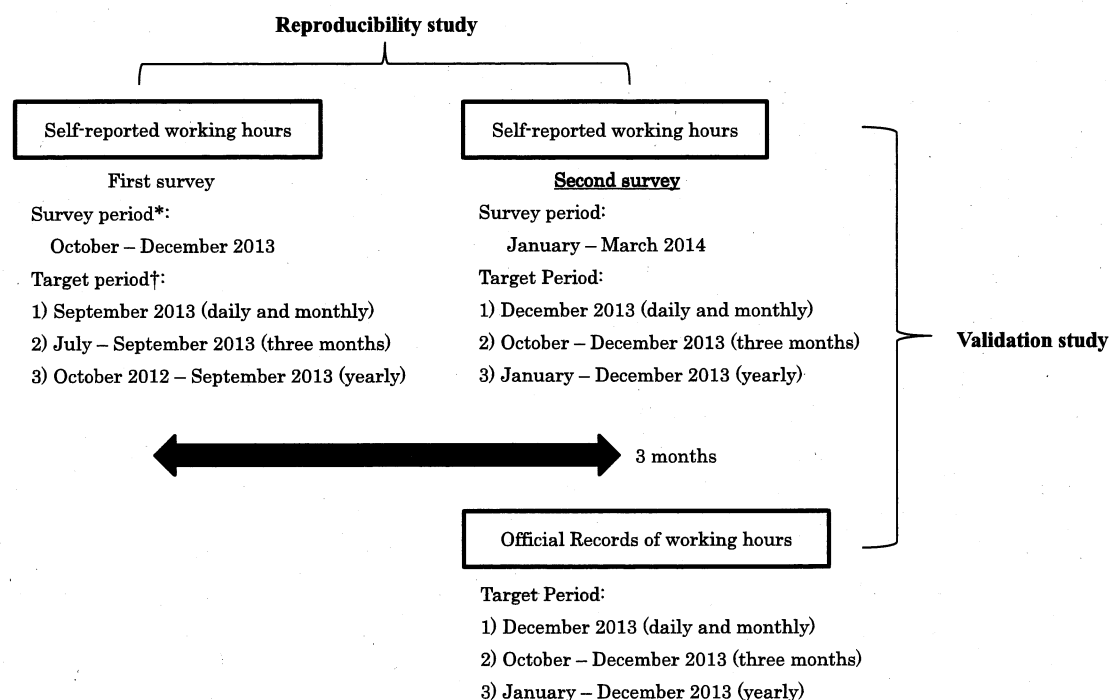 Reproducibility study
Self-reported working hours
First survey
Survey period*:
October – December 2013
Target period†:
1) September 2013 (daily and monthly)
2) July – September 2013 (three months)
3) October 2012 – September 2013 (yearly)
Self-reported working hours
Second survey
Survey period:
January – March 2014
Target Period:
1) December 2013 (daily and monthly)
2) October – December 2013 (three months)
3) January – December 2013 (yearly)
Validation study
3 months
Official Records of working hours
Target Period:
1) December 2013 (daily and monthly)
2) October – December 2013 (three months)
3) January – December 2013 (yearly)